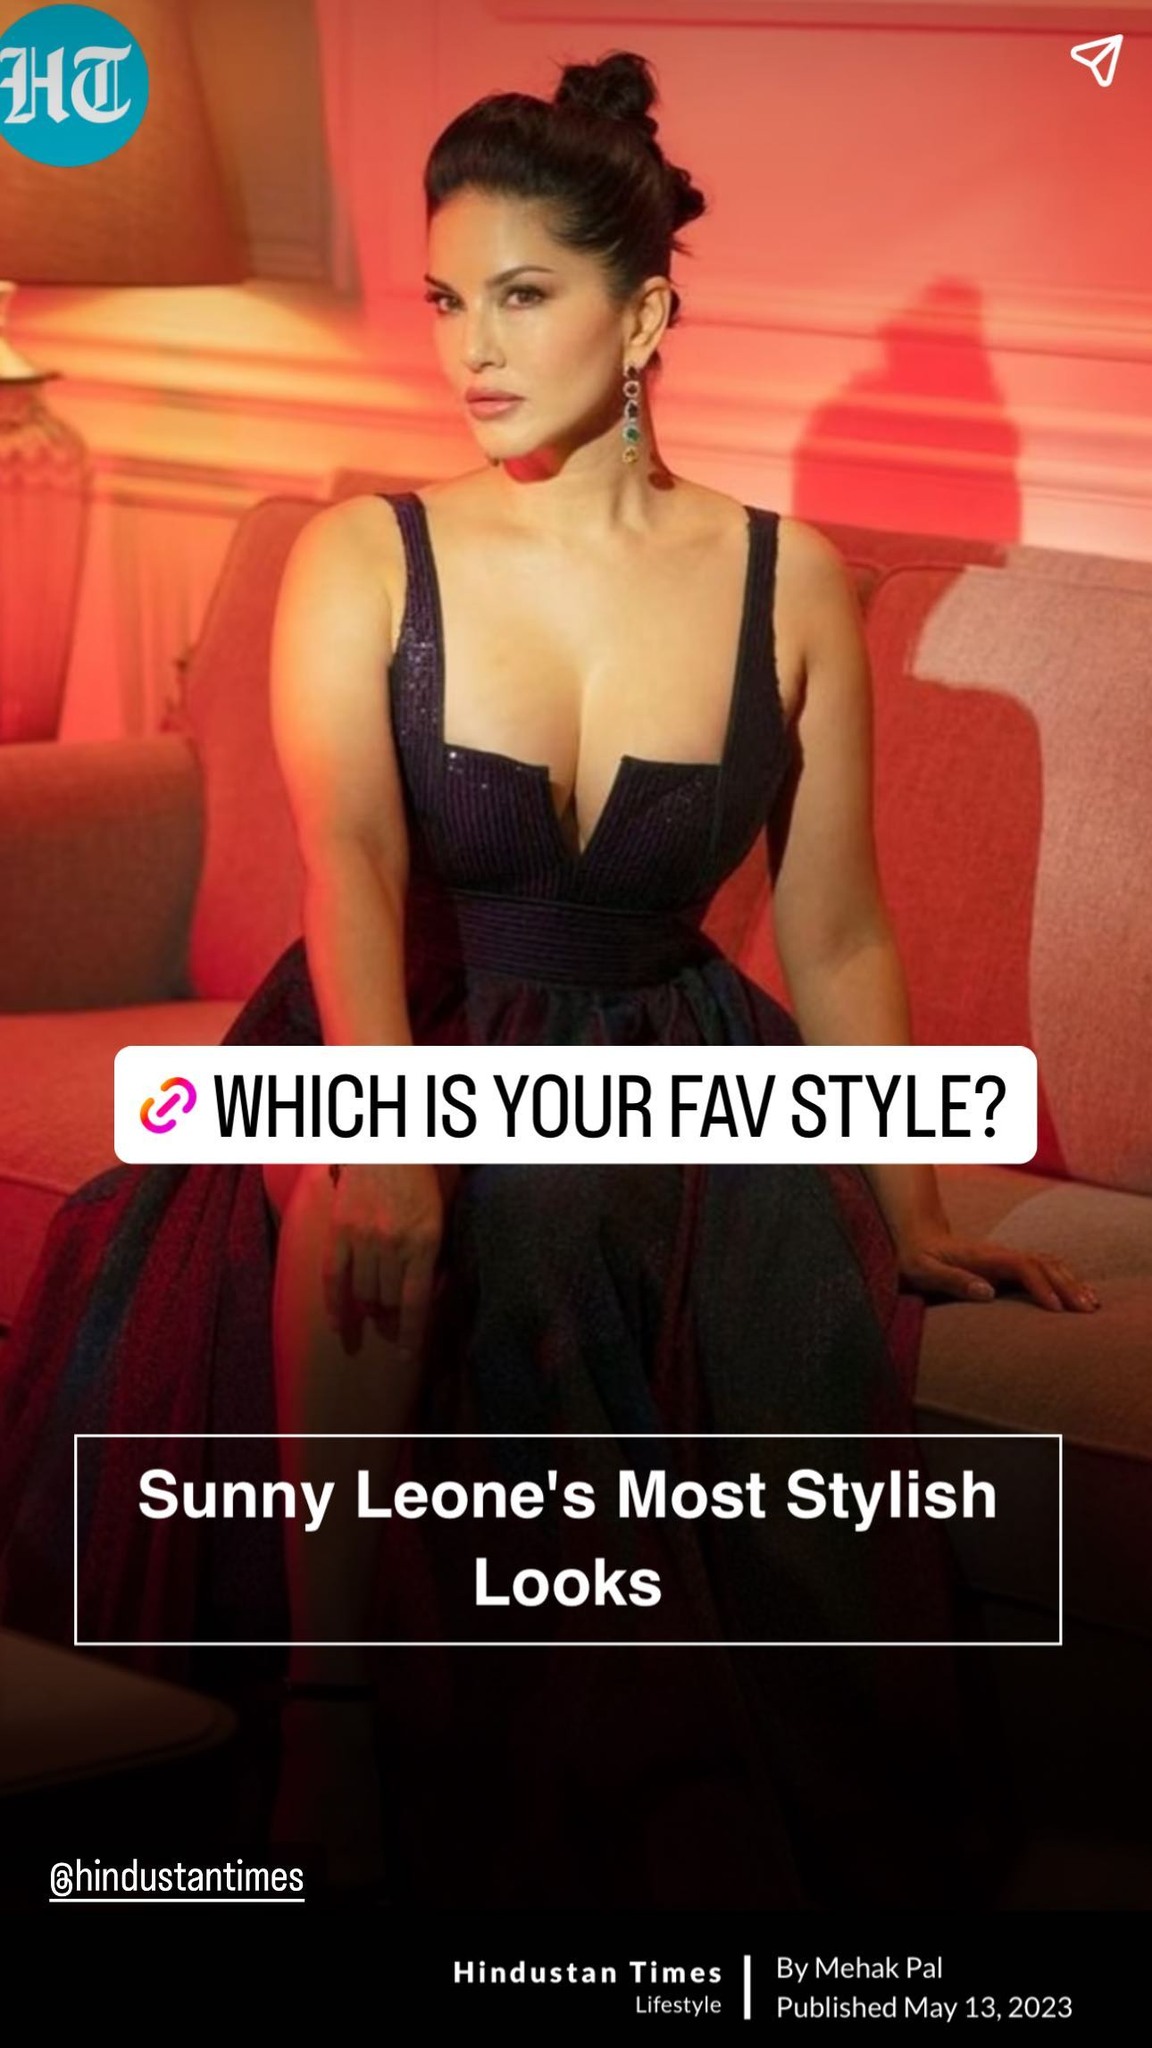 HT
WHICH IS YOUR FAV STYLE?
Sunny Leone's Most Stylish
Looks
@hindustantimes
Hindustan Times
Lifestyle
By Mehak Pal
Published May 13, 2023